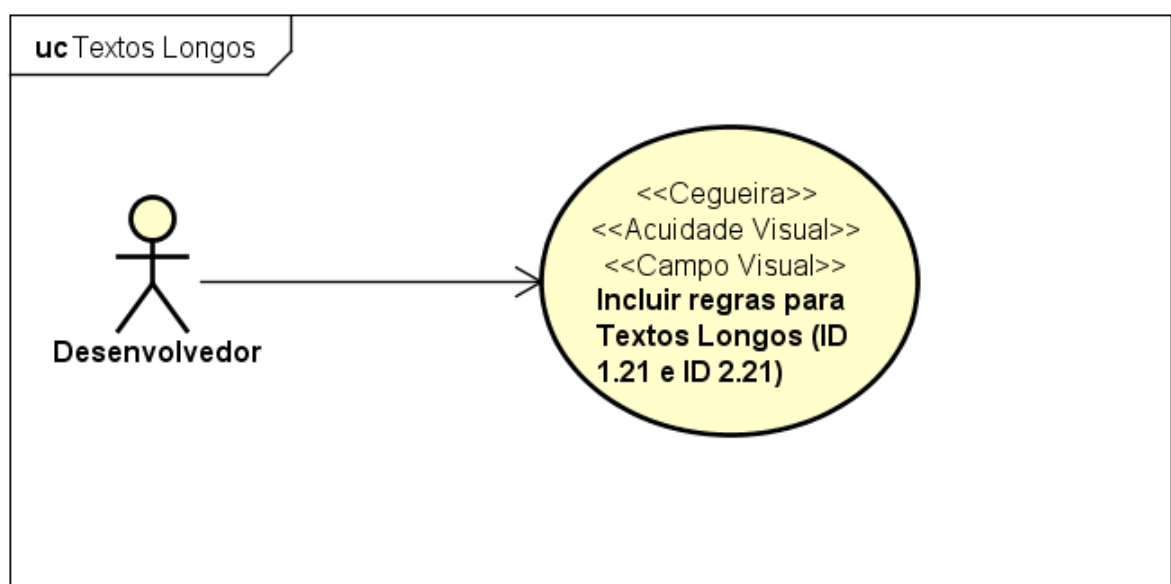 uc Textos Longos
<<Cegueira>>
<<Acuidade Visual>>
<<Campo Visual>>
Incluir regras para
Textos Longos (ID
1.21 e ID 2.21)
Desenvolvedor